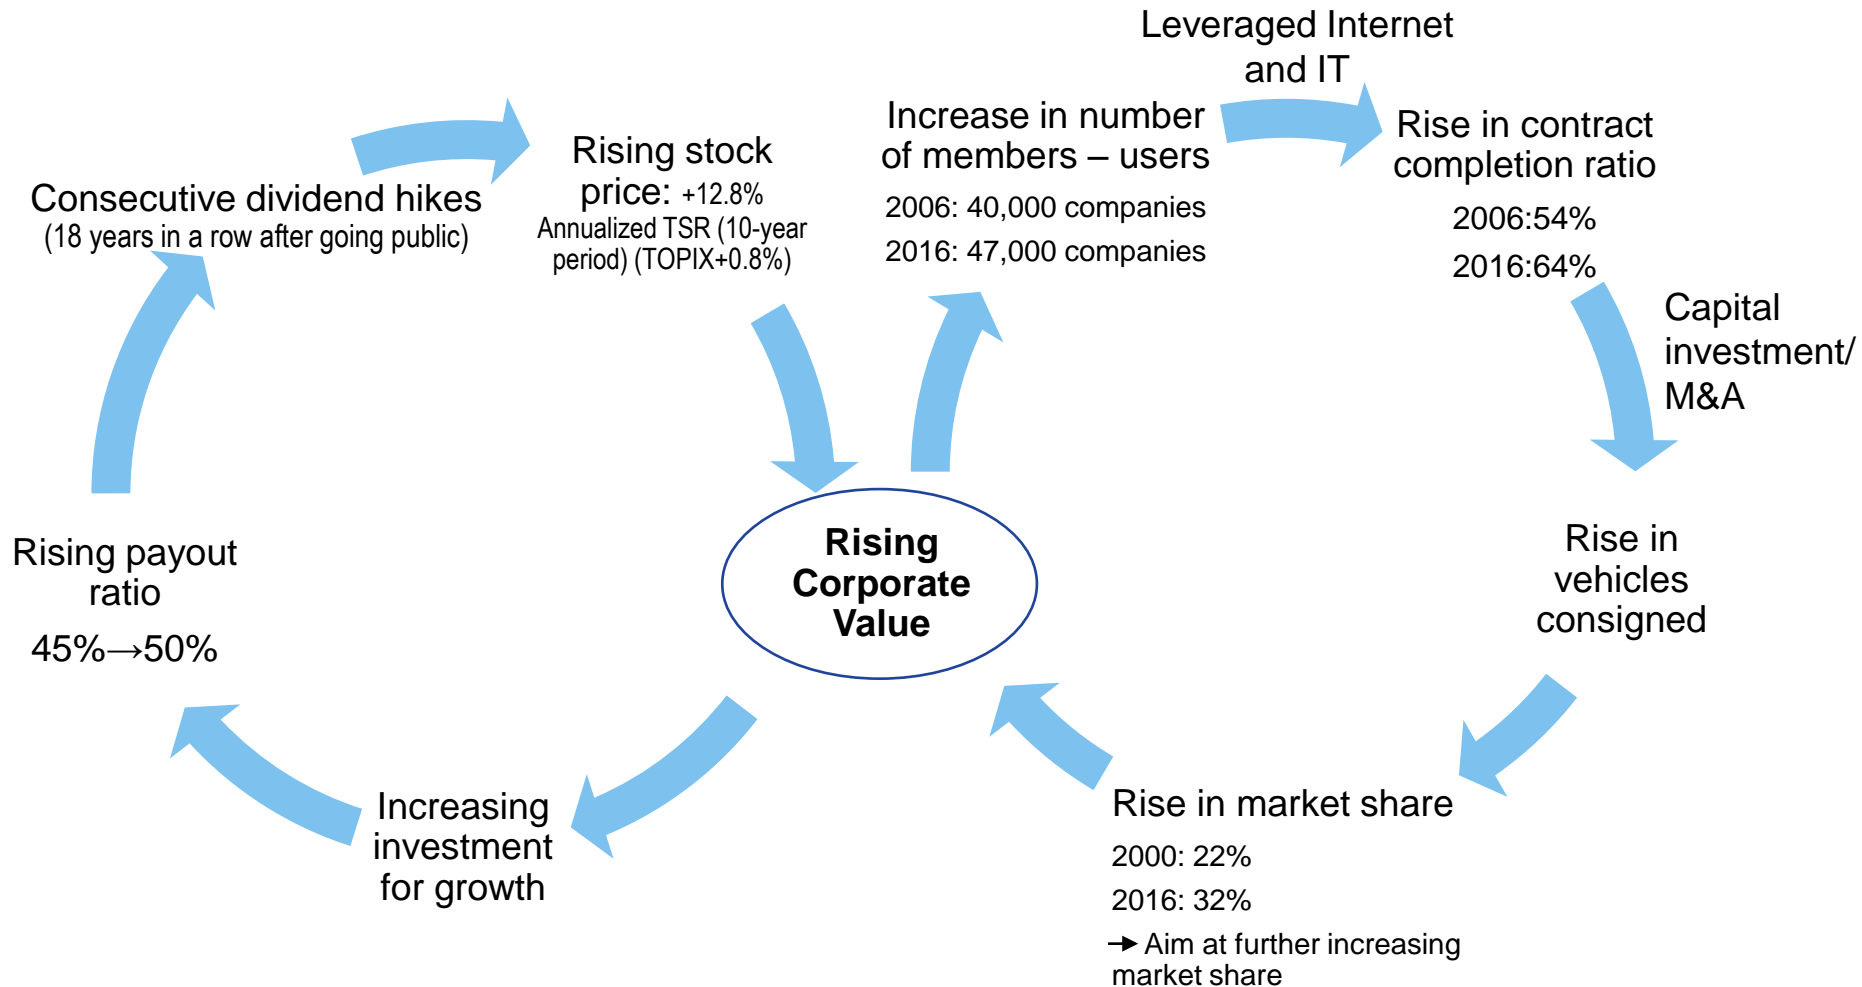 Leveraged Internet
and IT
Increase in number
of members – users
2006: 40,000 companies
2016: 47,000 companies
Rise in contract
completion ratio
2006:54%
2016:64%
Capital
investment/
M&A
Rise in
vehicles
consigned
Rise in market share
2000: 22%
2016: 32%
→ Aim at further increasing
market share
Rising
Corporate
Value
Increasing
investment
for growth
Rising payout
ratio
45%→50%
Consecutive dividend hikes
(18 years in a row after going public)
Rising stock
price: +12.8%
Annualized TSR (10-year
period) (TOPIX+0.8%)